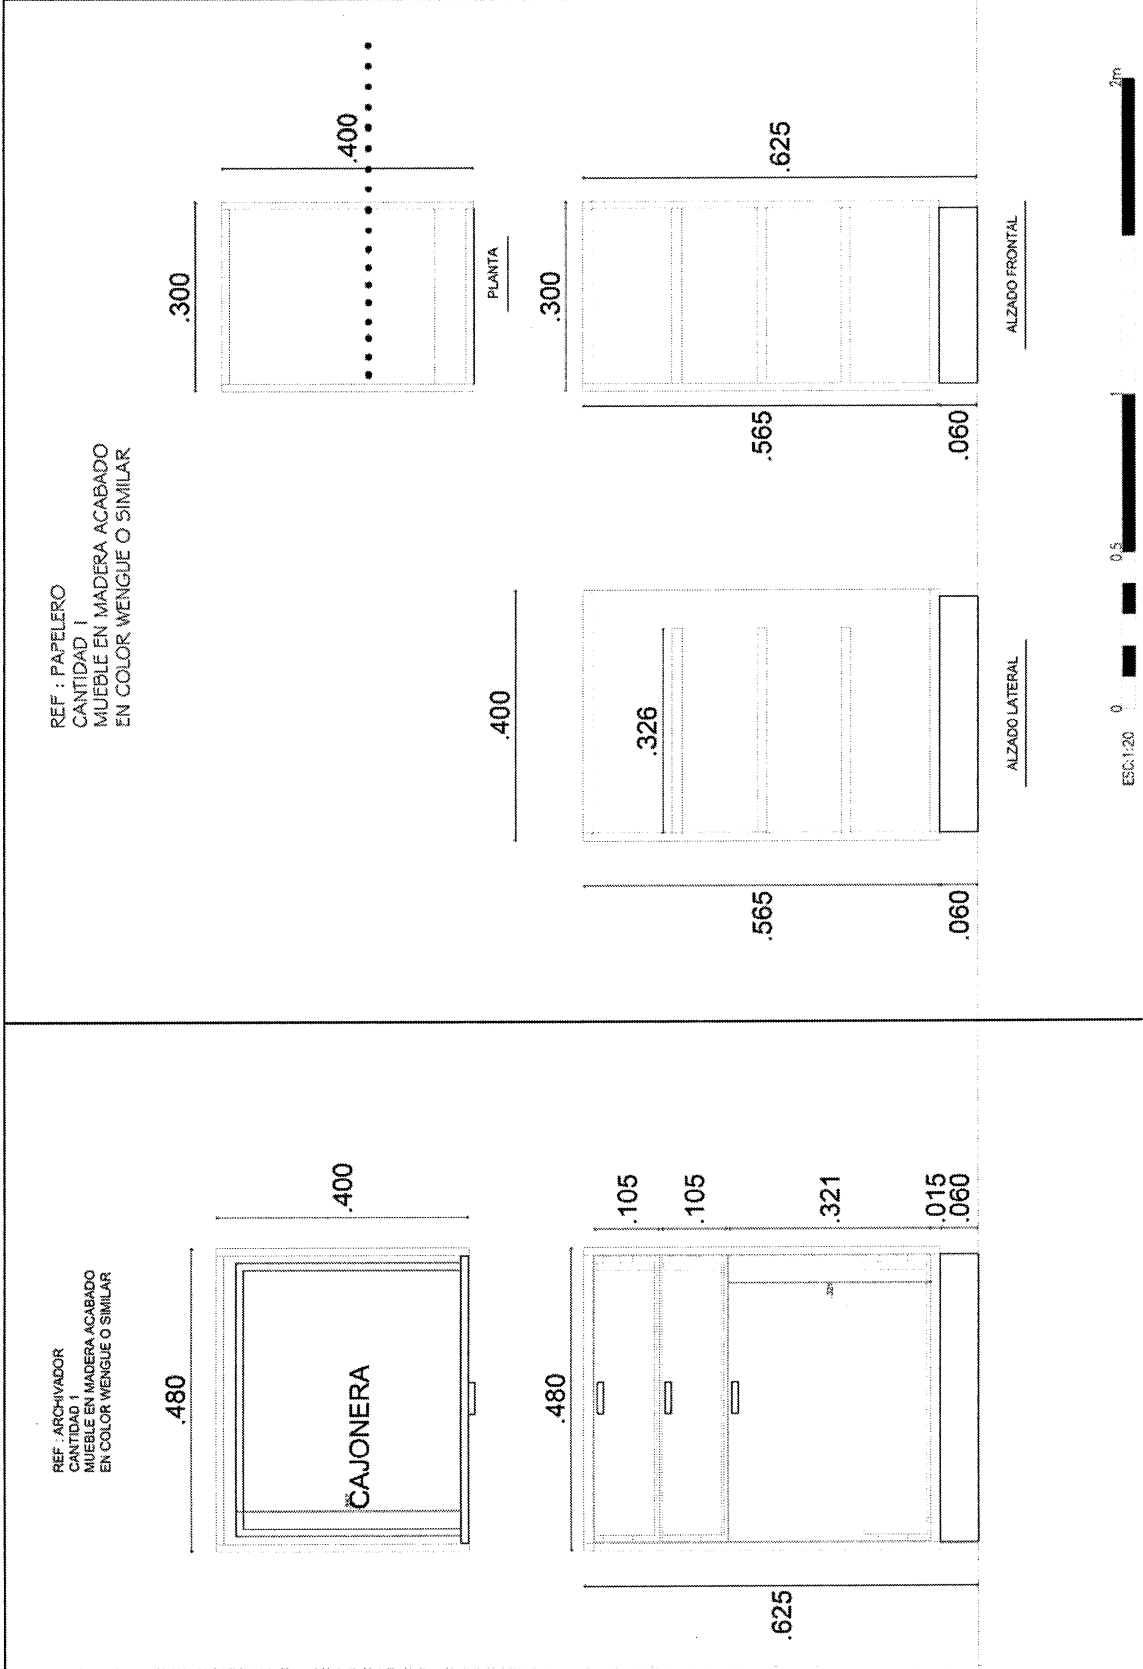 REF : ARCHIVADOR
CANTIDAD 1
MUEBLE EN MADERA ACABADO
EN COLOR WENGUE O SIMILAR
.480
.400
CAJONERA
.480
.105
.105
.321
.321
.015
.060
.625
REF : PAPELERO
CANTIDAD 1
MUEBLE EN MADERA ACABADO
EN COLOR WENGUE O SIMILAR
.300
.400
PLANTA
.400
.326
.565
.060
ALZADO LATERAL
.300
.625
.565
.060
ALZADO FRONTAL
ESC:1:20
0
0.5
1
2m